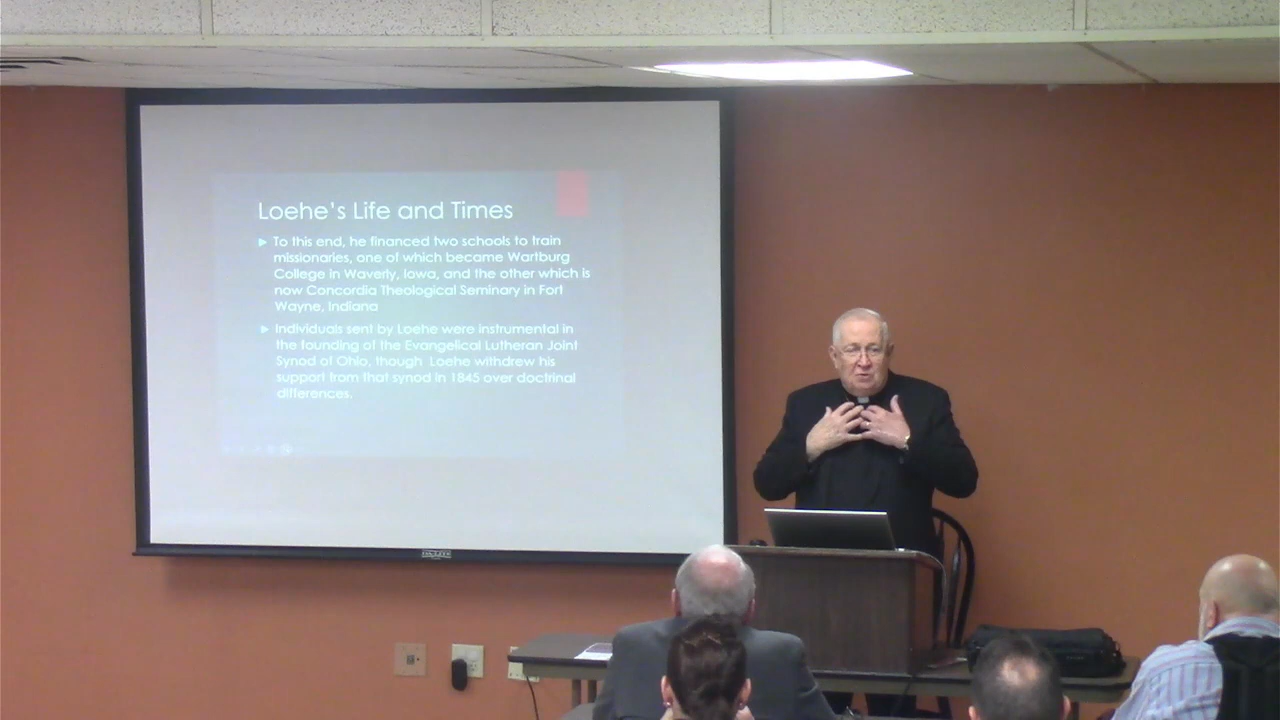 Loehe's Life and Times
To this end, he financed two schools to train
missionaries, one of which became Wartburg
College in Waverly, Iowa, and the other which is
now Concordia Theological Seminary in Fort
Wayne, Indiana
Individuals sent by Loehe were instrumental in
the founding of the Evangelical Lutheran Joint
Synod of Ohio, though Loehe withdrew his
support from that synod in 1845 over doctrinal
differences.